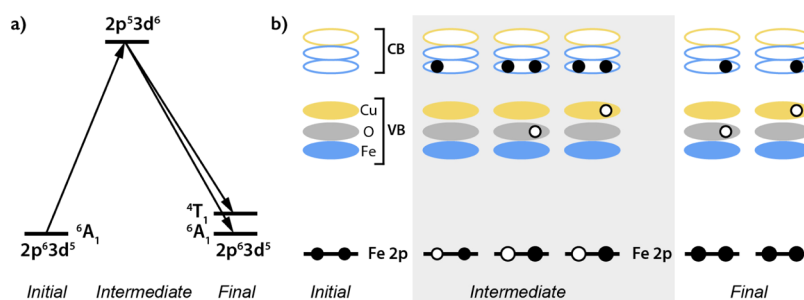 a)
2p⁵3d⁶
⁴T₁
⁶A₁
⁶A₁
2p⁶3d⁵
2p⁶3d⁵
Initial
Intermediate
Final
b)
CB
Cu
O
VB
Fe
Fe 2p
Fe 2p
Initial
Intermediate
Final